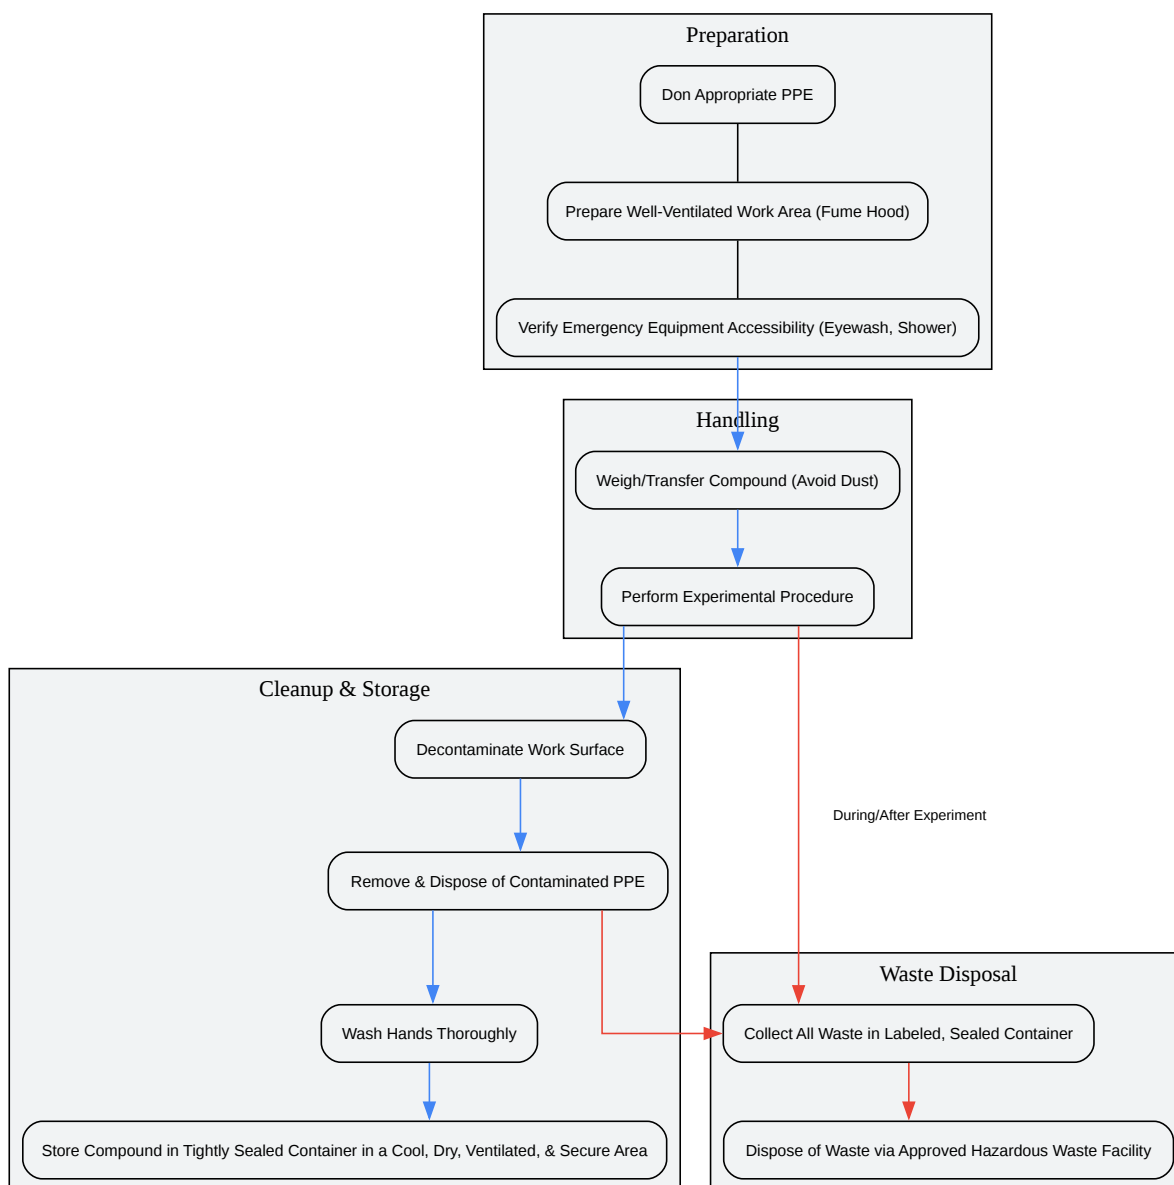 Preparation
Don Appropriate PPE
Prepare Well-Ventilated Work Area (Fume Hood)
Verify Emergency Equipment Accessibility (Eyewash, Shower)
Handling
Weigh/Transfer Compound (Avoid Dust)
Perform Experimental Procedure
Cleanup & Storage
Decontaminate Work Surface
During/After Experiment
Remove & Dispose of Contaminated PPE
Waste Disposal
Wash Hands Thoroughly
Collect All Waste in Labeled, Sealed Container
Store Compound in Tightly Sealed Container in a Cool, Dry, Ventilated, & Secure Area
Dispose of Waste via Approved Hazardous Waste Facility